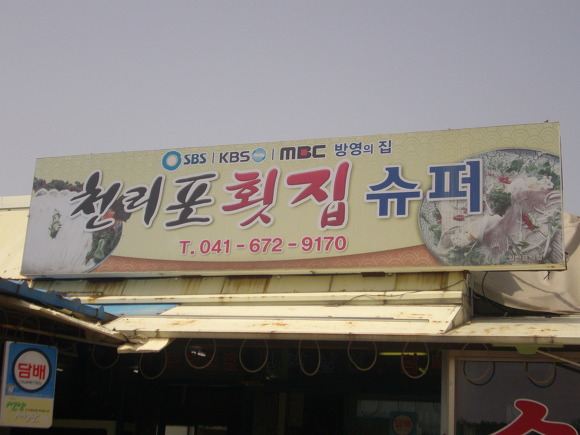 SBS | KBS | MBC 방영의 집
천리포 횟집 슈퍼
T. 041-672-9170
담배